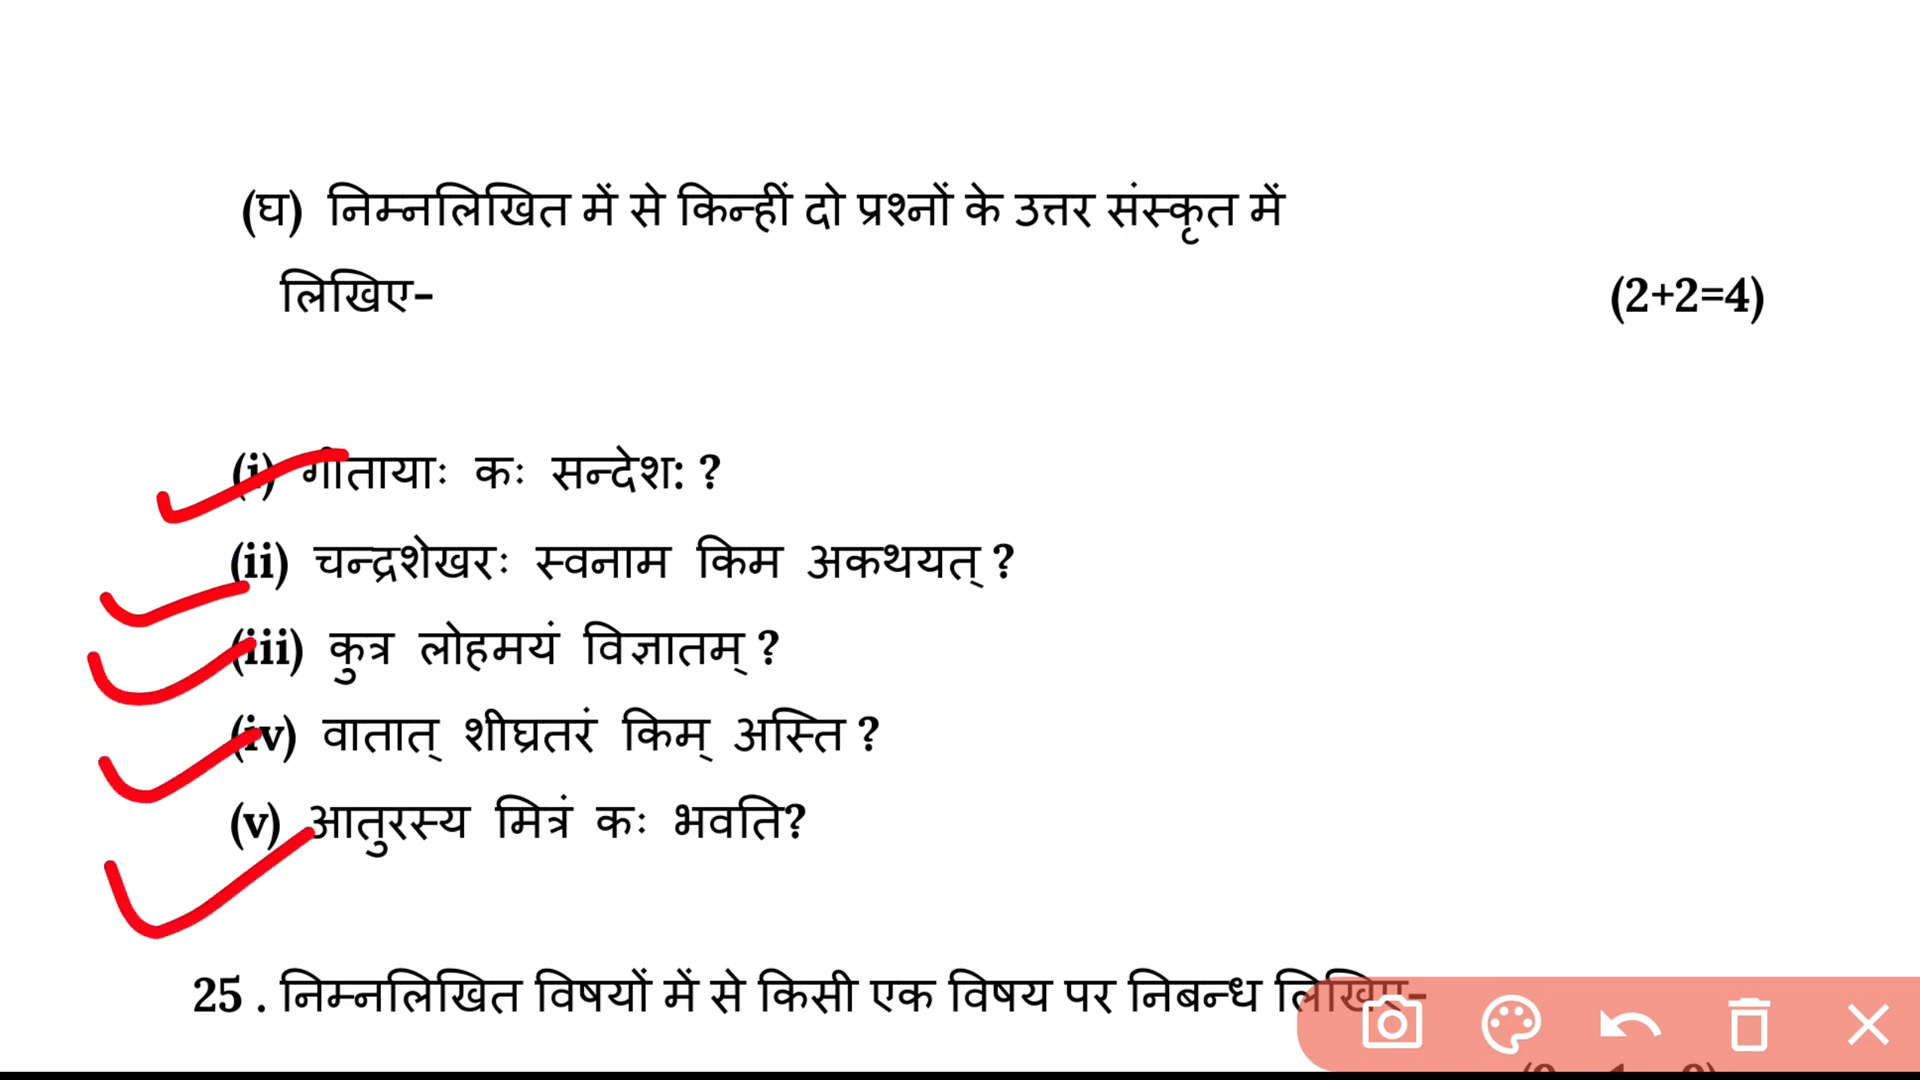 (घ) निम्नलिखित में से किन्हीं दो प्रश्नों के उत्तर संस्कृत में
लिखिए- (2+2=4)
(i) गीतायाः कः सन्देश: ?
(ii) चन्द्रशेखरः स्वनाम किम अकथयत् ?
(iii) कुत्र लोहमयं विज्ञातम् ?
(iv) वातात् शीघ्रतरं किम् अस्ति ?
(v) आतुरस्य मित्रं कः भवति?
25 . निम्नलिखित विषयों में से किसी एक विषय पर निबन्ध लिखिए-